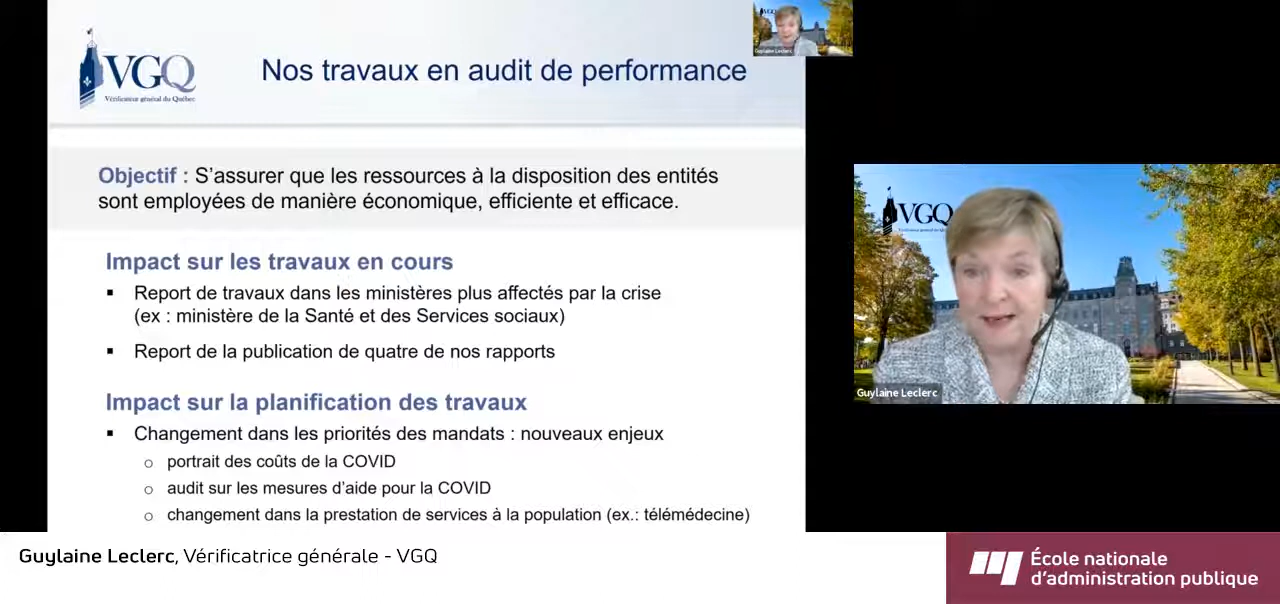 VGQ
Vérificateur général du Québec
Nos travaux en audit de performance
Guylaine Leclerc
Objectif : S'assurer que les ressources à la disposition des entités
sont employées de manière économique, efficiente et efficace.
Impact sur les travaux en cours
▪ Report de travaux dans les ministères plus affectés par la crise
(ex : ministère de la Santé et des Services sociaux)
▪ Report de la publication de quatre de nos rapports
Impact sur la planification des travaux
▪ Changement dans les priorités des mandats : nouveaux enjeux
o portrait des coûts de la COVID
o audit sur les mesures d'aide pour la COVID
o changement dans la prestation de services à la population (ex.: télémédecine)
VGQ
Guylaine Leclerc
Guylaine Leclerc, Vérificatrice générale - VGQ
École nationale
d'administration publique